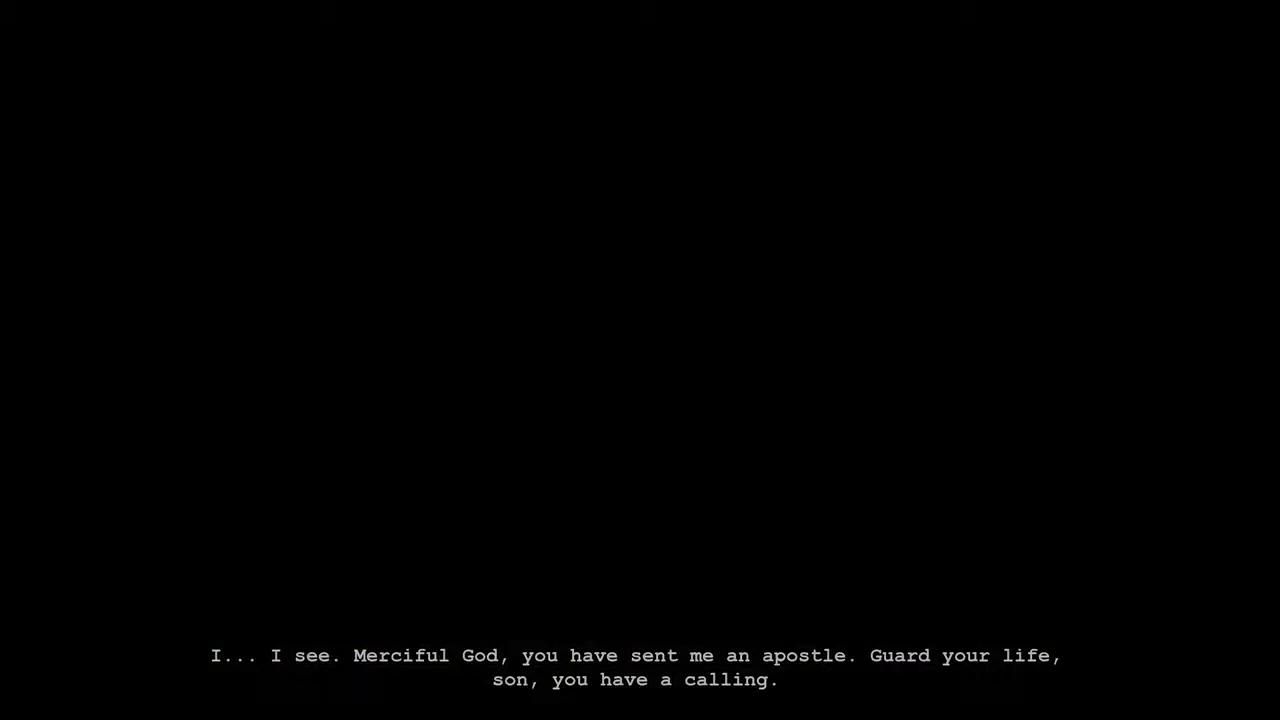 I... I see. Merciful God, you have sent me an apostle. Guard your life,
son, you have a calling.